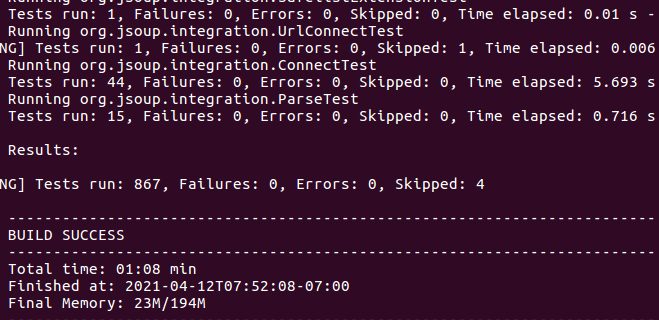 Running org.jsoup.integration.SafelistExtensionTest
Tests run: 1, Failures: 0, Errors: 0, Skipped: 0, Time elapsed: 0.01 s -
Running org.jsoup.integration.UrlConnectTest
NG] Tests run: 1, Failures: 0, Errors: 0, Skipped: 1, Time elapsed: 0.006
Running org.jsoup.integration.ConnectTest
Tests run: 44, Failures: 0, Errors: 0, Skipped: 0, Time elapsed: 5.693 s
Running org.jsoup.integration.ParseTest
Tests run: 15, Failures: 0, Errors: 0, Skipped: 0, Time elapsed: 0.716 s
Results:
NG] Tests run: 867, Failures: 0, Errors: 0, Skipped: 4
------------------------------------------------------------------------
BUILD SUCCESS
------------------------------------------------------------------------
Total time: 01:08 min
Finished at: 2021-04-12T07:52:08-07:00
Final Memory: 23M/194M
------------------------------------------------------------------------